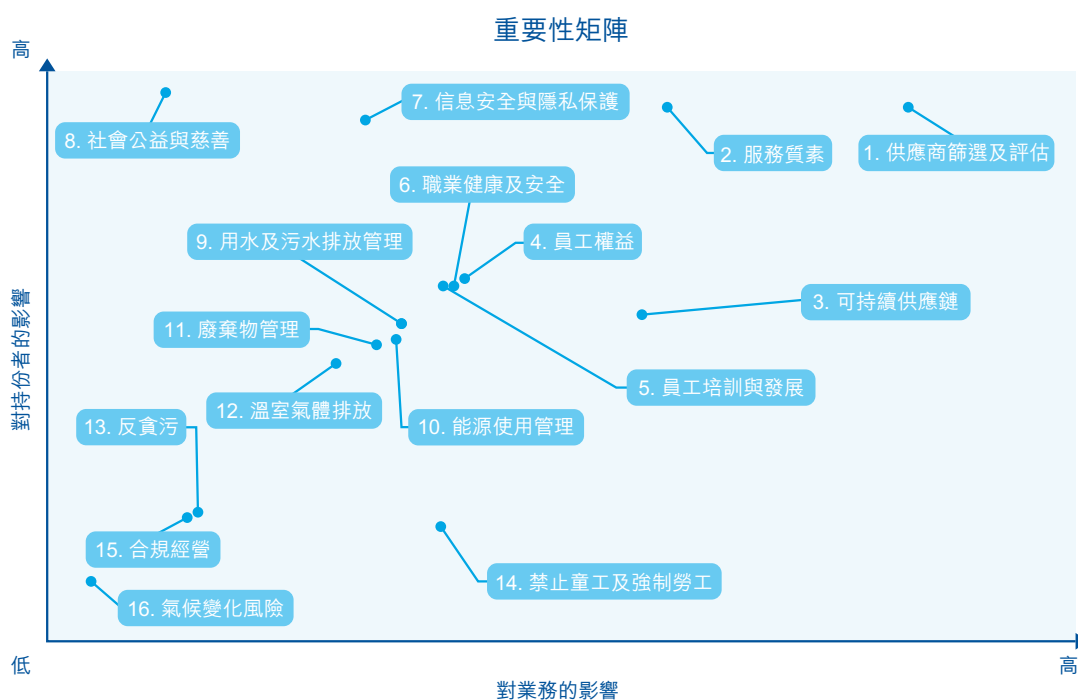 重要性矩陣
高
7. 信息安全與隱私保護
8. 社會公益與慈善
2. 服務質素
1. 供應商篩選及評估
6. 職業健康及安全
9. 用水及污水排放管理
4. 員工權益
3. 可持續供應鏈
11. 廢棄物管理
對持份者的影響
5. 員工培訓與發展
12. 溫室氣體排放
13. 反貪污
10. 能源使用管理
15. 合規經營
14. 禁止童工及強制勞工
16. 氣候變化風險
低
高
對業務的影響